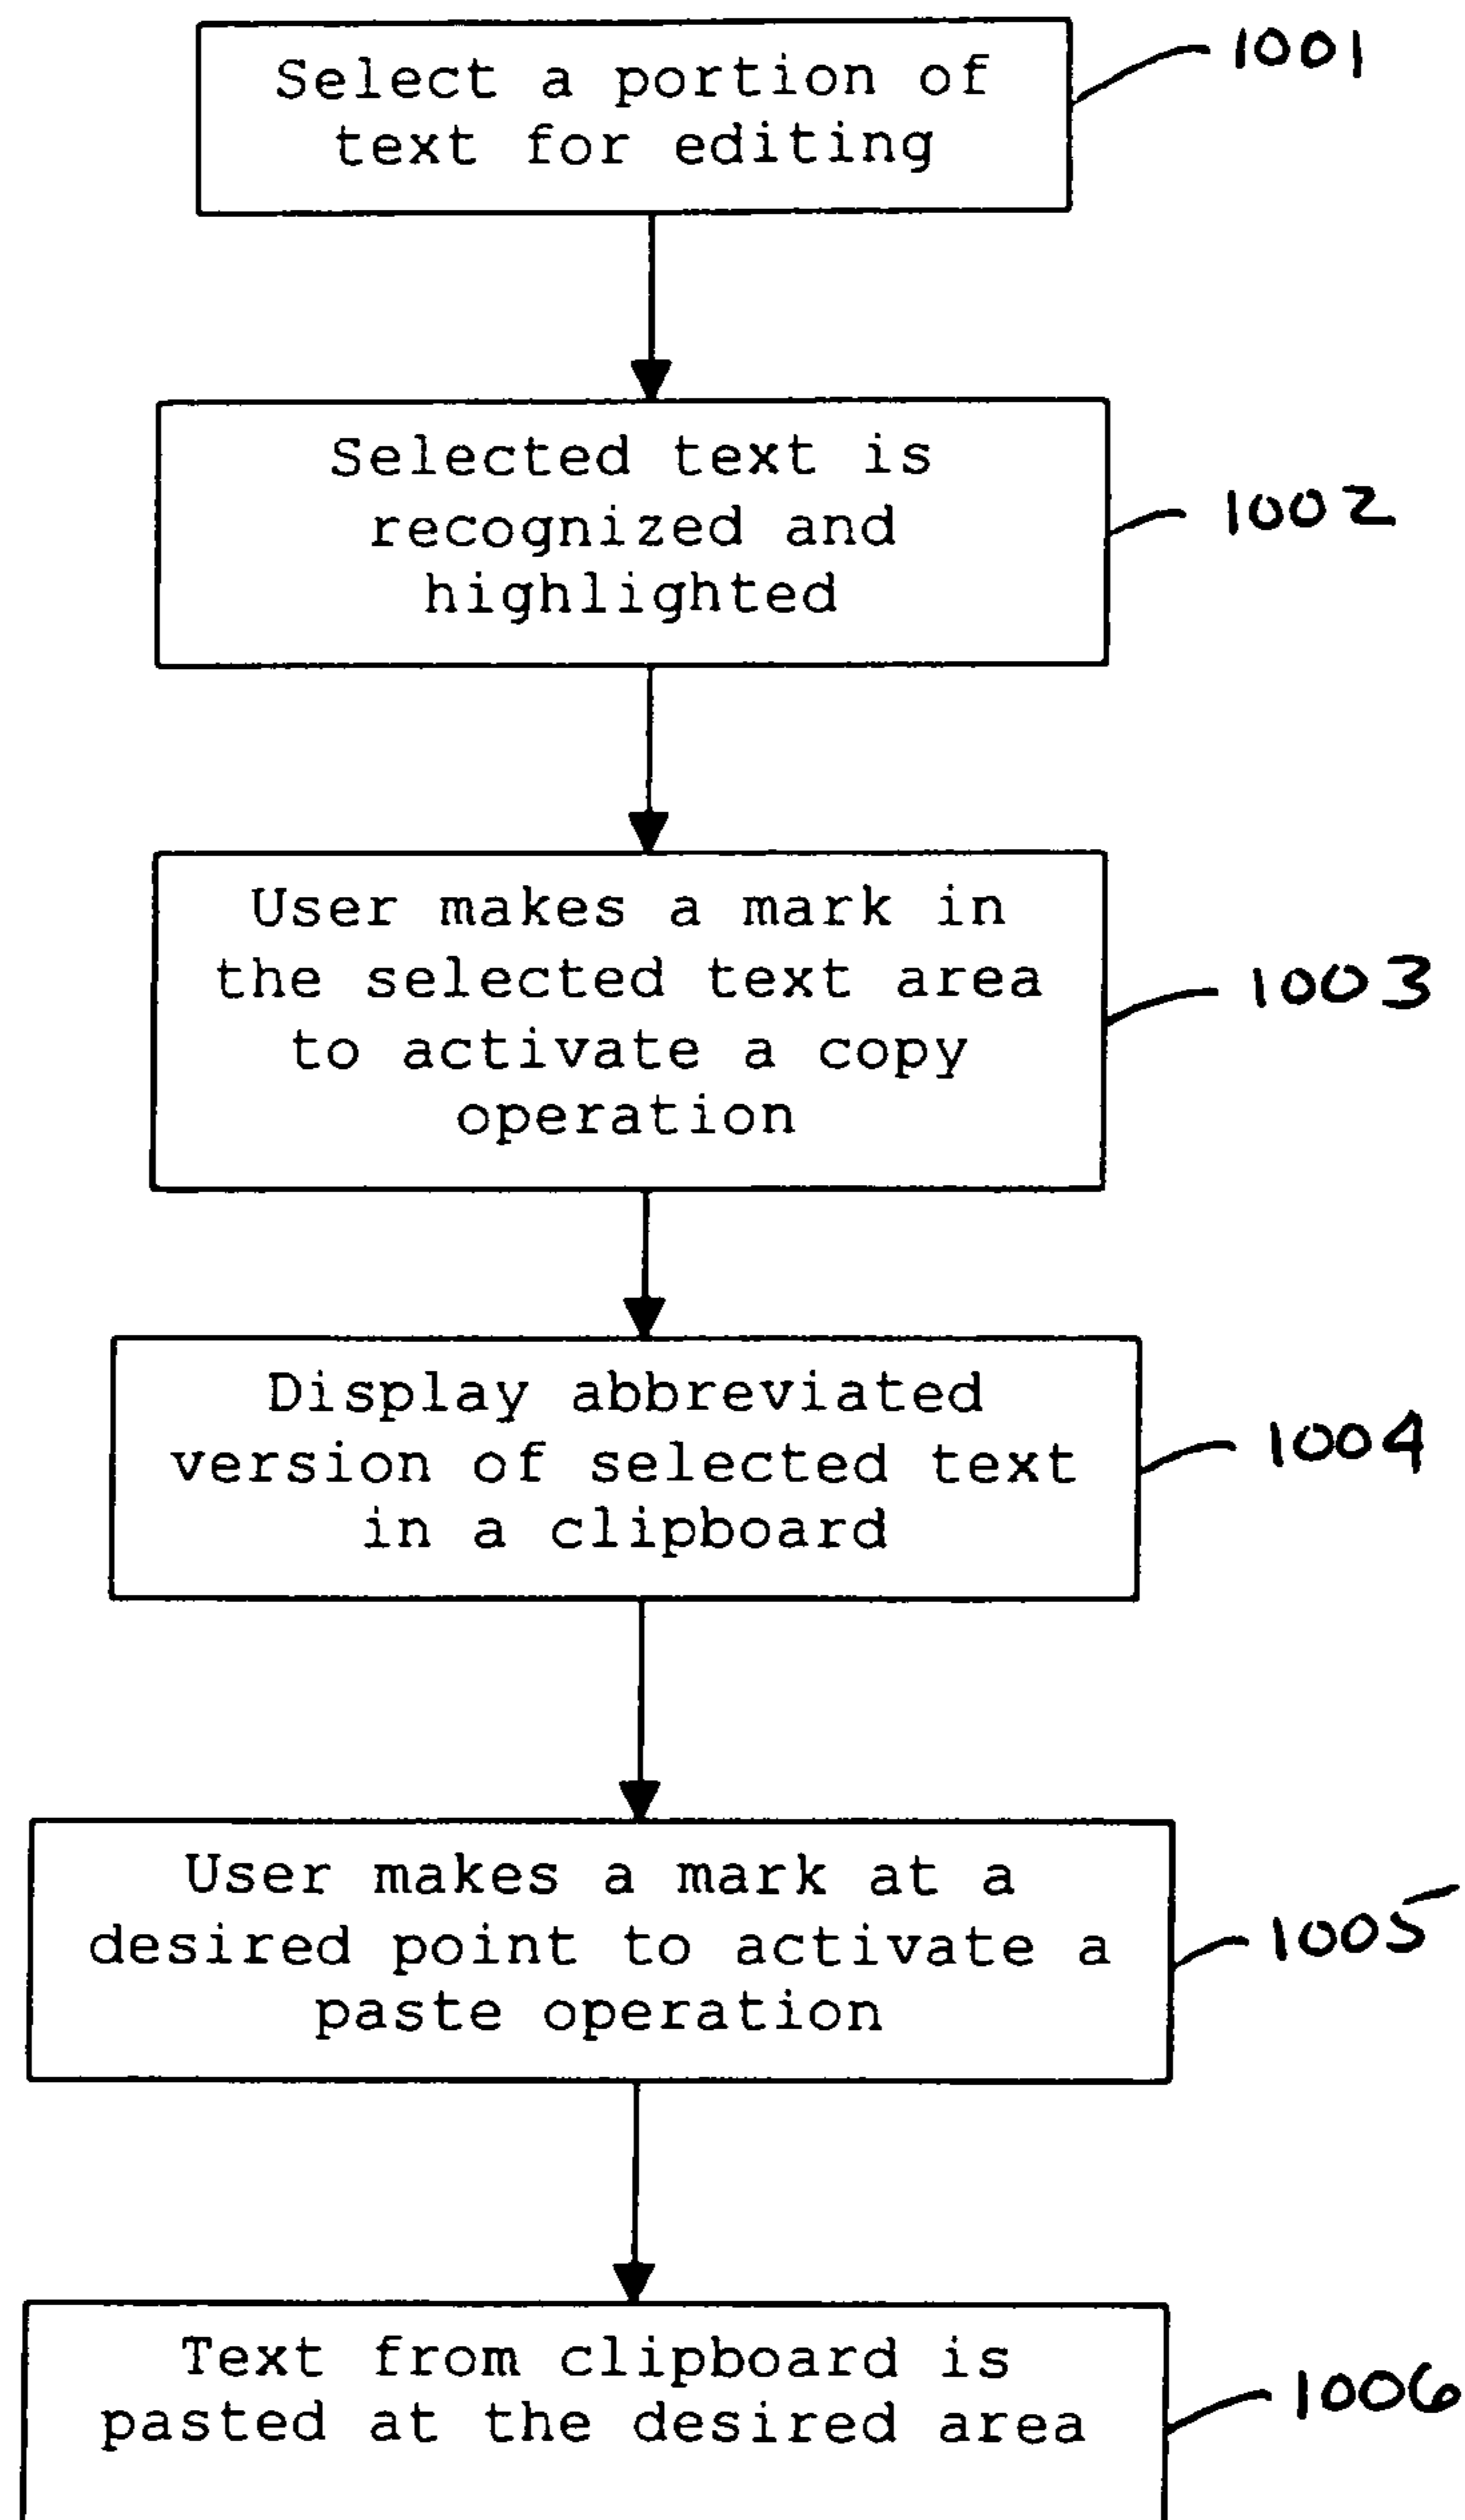 Select a portion of
text for editing
1001
Selected text is
recognized and
highlighted
1002
User makes a mark in
the selected text area
to activate a copy
operation
1003
Display abbreviated
version of selected text
in a clipboard
1004
User makes a mark at a
desired point to activate a
paste operation
1005
Text from clipboard is
pasted at the desired area
1006